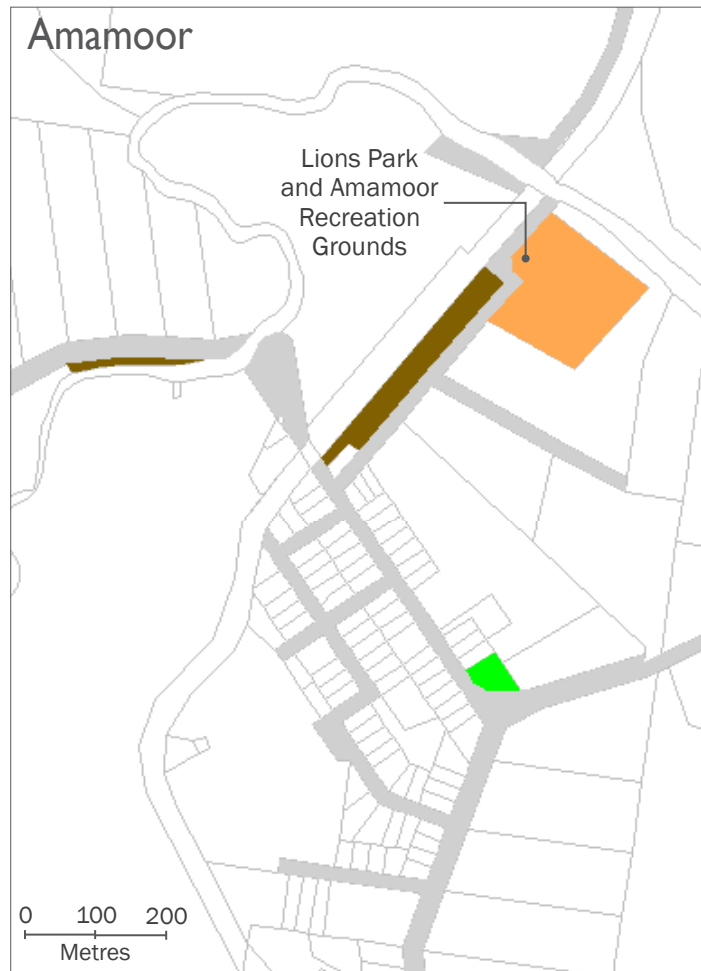 Amamoor
Lions Park
and Amamoor
Recreation
Grounds
0 100 200
Metres